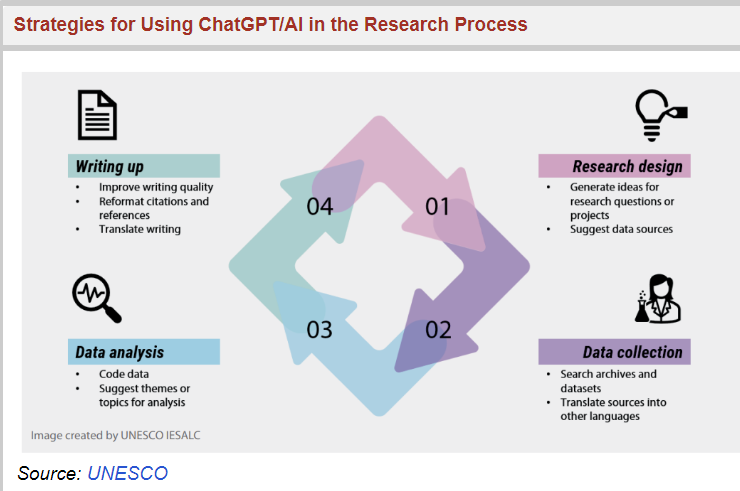 Strategies for Using ChatGPT/AI in the Research Process
Writing up
• Improve writing quality
• Reformat citations and
references
• Translate writing
Research design
• Generate ideas for
research questions or
projects
• Suggest data sources
04
01
03
02
Data analysis
• Code data
• Suggest themes or
topics for analysis
Data collection
• Search archives and
datasets
• Translate sources into
other languages
Image created by UNESCO IESALC
Source: UNESCO